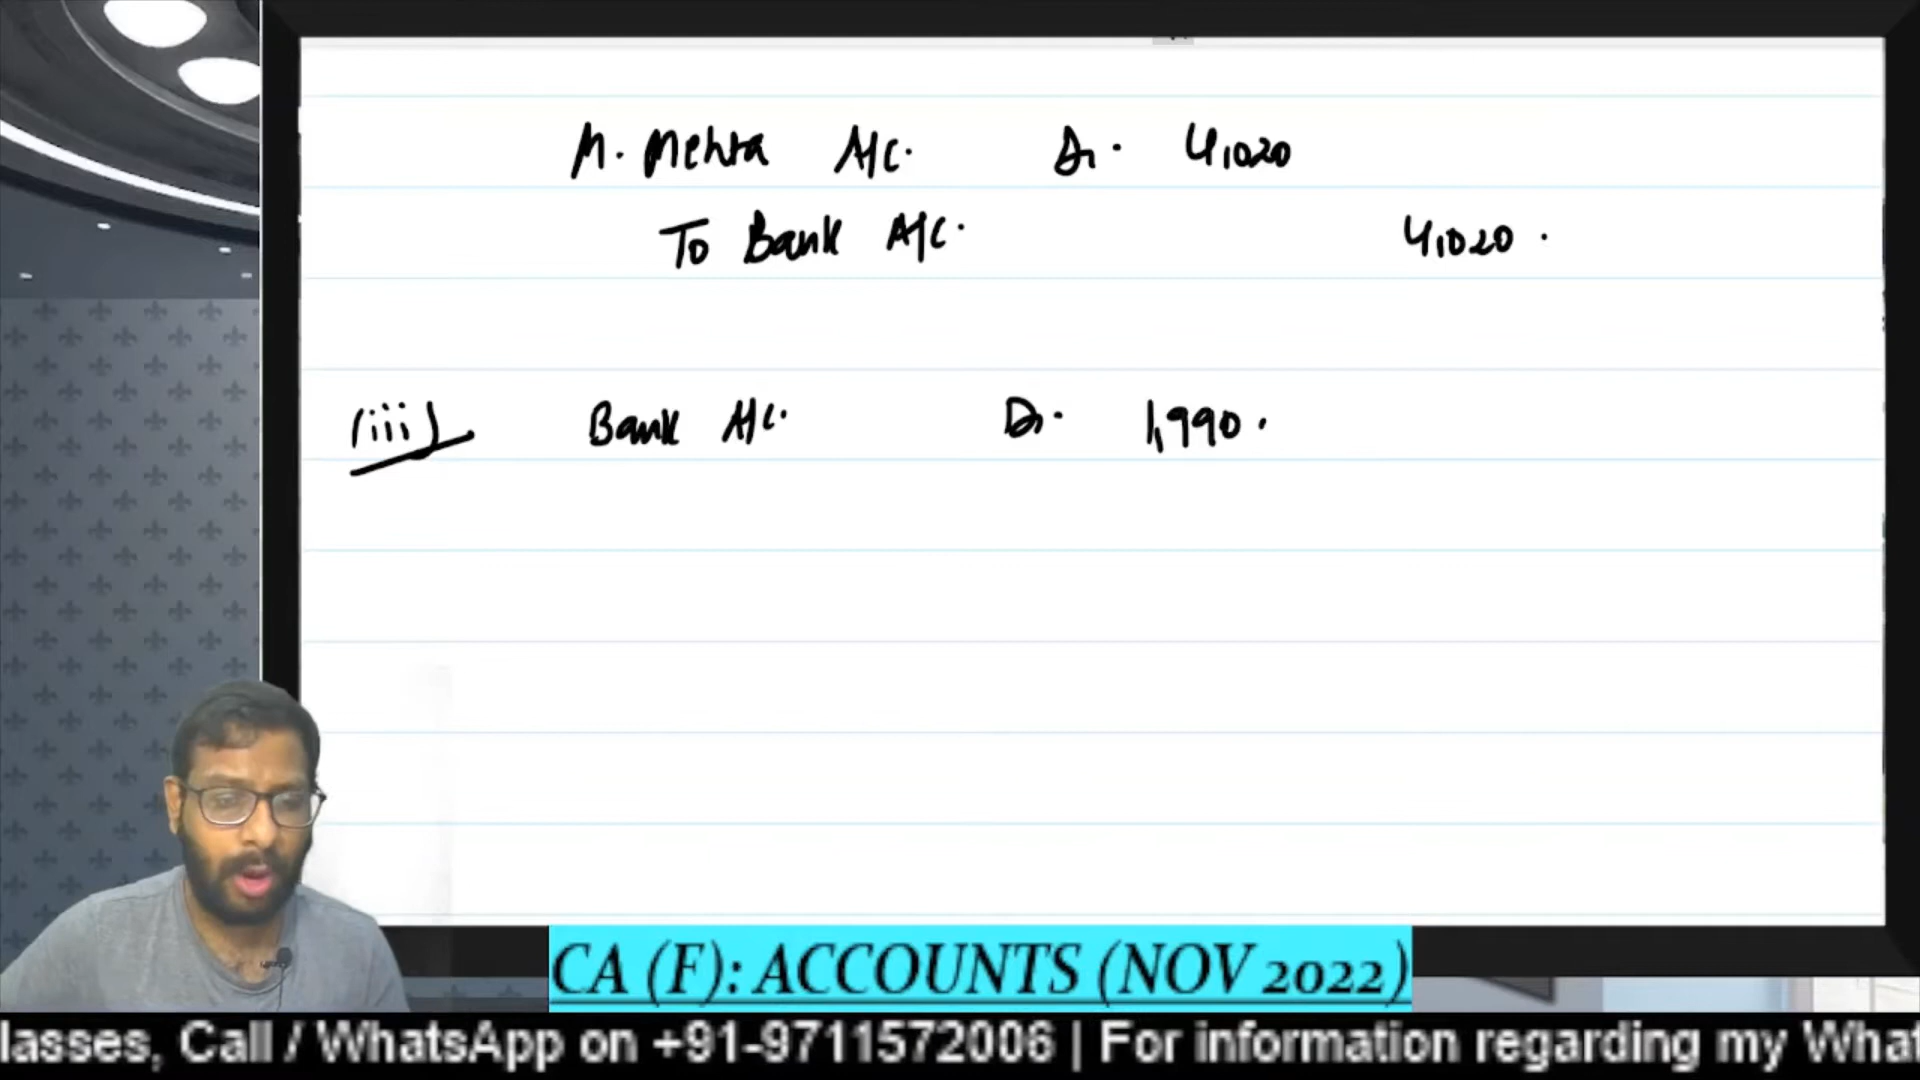 M. Mehta A/c. Dr. 4,020
To Bank A/c. 4,020.
(iii) Bank A/c. Dr. 1,990.
CA (F): ACCOUNTS (NOV 2022)
lasses, Call / WhatsApp on +91-9711572006 | For information regarding my What